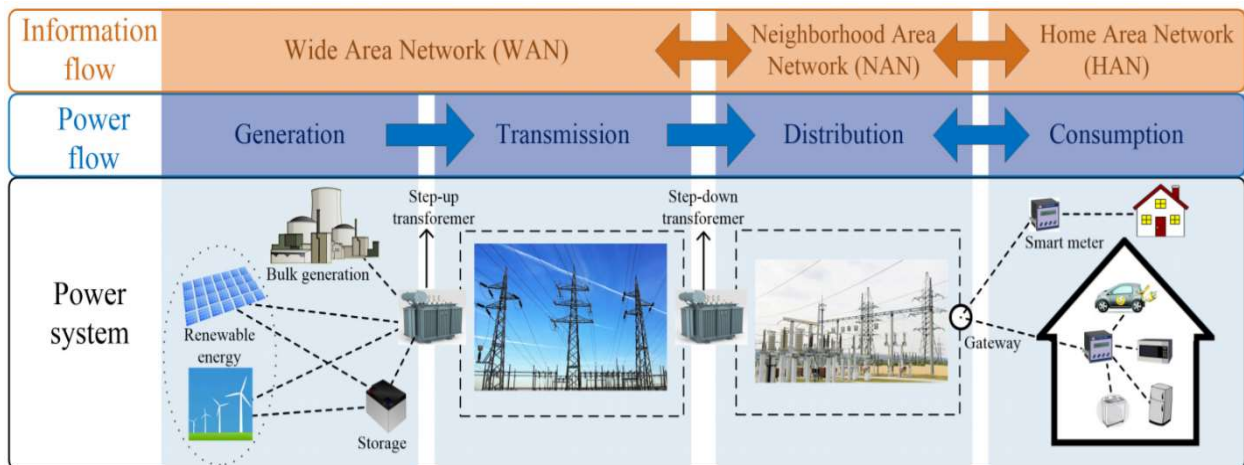 Information
flow
Wide Area Network (WAN)
Neighborhood Area
Network (NAN)
Home Area Network
(HAN)
Power
flow
Generation
Transmission
Distribution
Consumption
Power
system
Bulk generation
Renewable
energy
Storage
Step-up
transforemer
Step-down
transforemer
Gateway
Smart meter